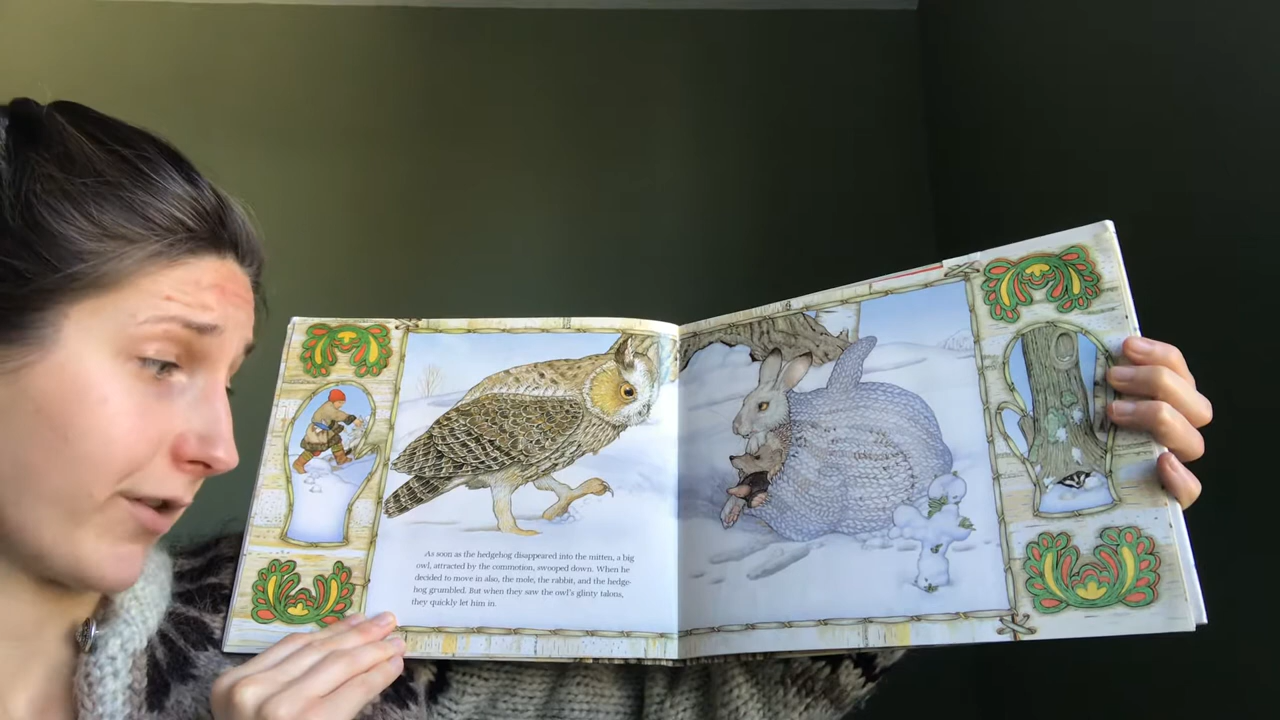 As soon as the hedgehog disappeared into the mitten, a big
owl, attracted by the commotion, swooped down. When he
decided to move in also, the mole, the rabbit, and the hedge-
hog grumbled. But when they saw the owl's glinty talons,
they quickly let him in.